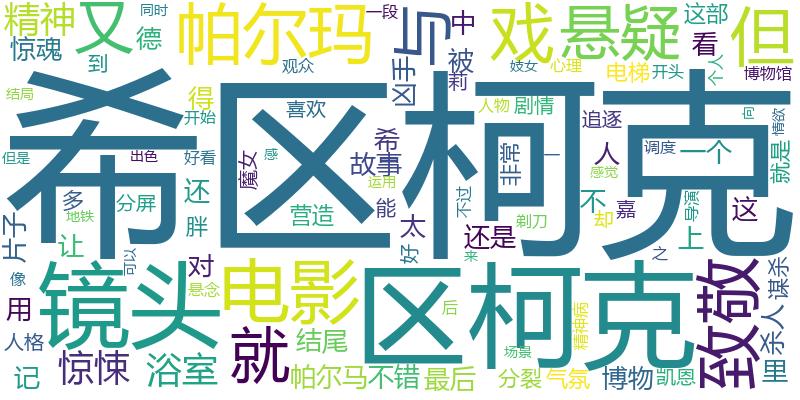 精神 又 帕尔玛 与 中 戏 悬疑 这部 但
同时 一段
惊魂 德 到 观众 凶手 被 莉 妓女 心理 电梯 看 开头 个人 博物馆
希区柯克
结局 得 喜欢 人物 剧情 追逐 情欲 向
开始 但是 出色 好看 感 魔女 故事 希 运用 非常 一 人 感觉 调度 一个 就是
多 地铁 分屏 还 胖 营造 能 太 好 不过 剃刀 不 却 嘉 导演 这
片子 让 可以 对 还是 来 之 上
像 用 镜头 悬念 电影 区柯克 致敬 谋杀
人格 就 后 杀人 里
记 惊悚 浴室 结尾 帕尔马 不错 最后 场景 分裂 精神病 气氛 博物 凯恩